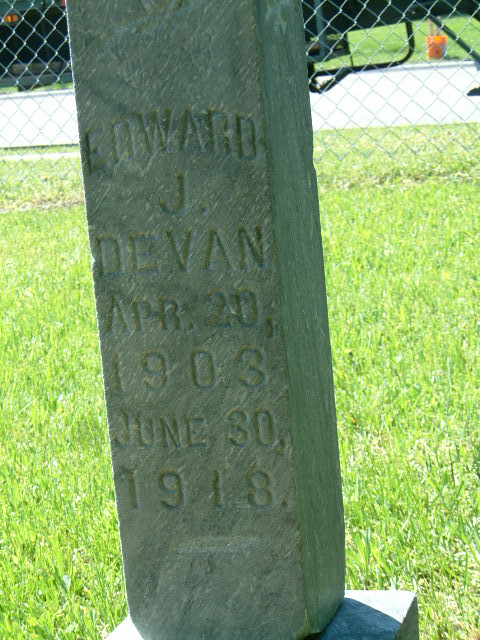 EDWARD.
J.
DEVAN
APR. 20,
1903
JUNE, 30,
1918.